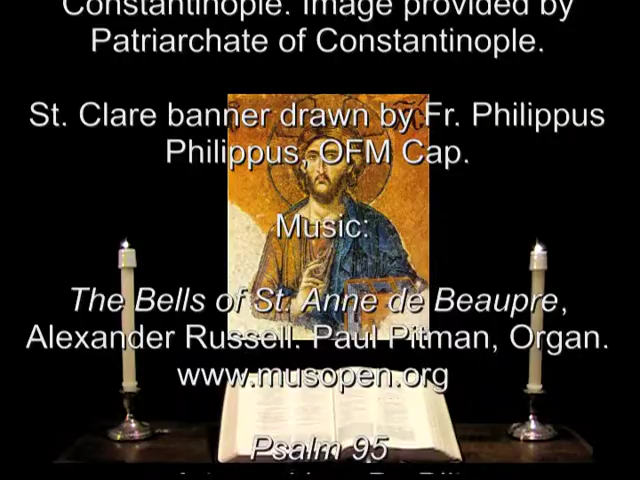 Constantinople. Image provided by
Patriarchate of Constantinople.
St. Clare banner drawn by Fr. Philippus
Philippus, OFM Cap.
Music:
The Bells of St. Anne de Beaupre,
Alexander Russell. Paul Pitman, Organ.
www.musopen.org
Psalm 95